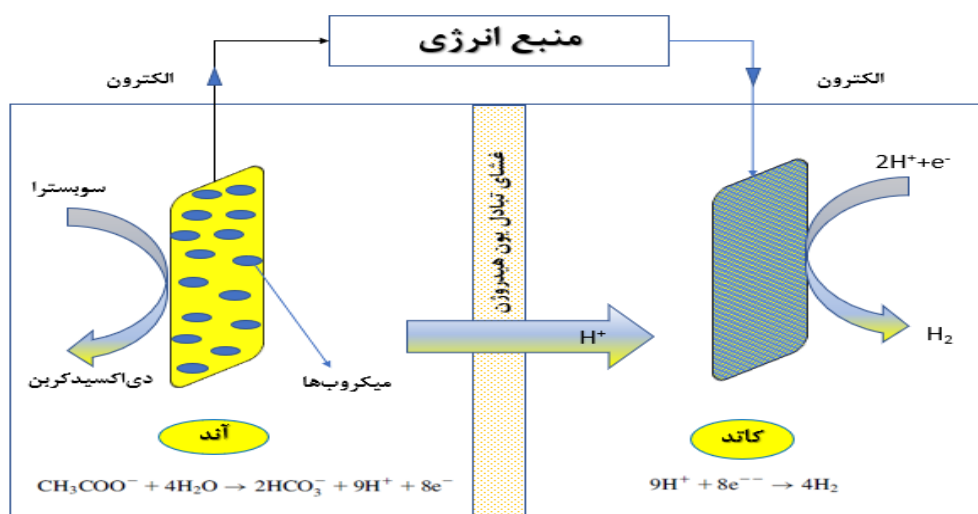 منبع انرژی
الکترون
الکترون
سوبسترا
دی‌اکسیدکربن
میکروب‌ها
غشای تبادل یون هیدروژن
H⁺
2H⁺+e⁻
H₂
آند
کاتد
CH₃COO⁻ + 4H₂O → 2HCO₃⁻ + 9H⁺ + 8e⁻
9H⁺ + 8e⁻⁻ → 4H₂